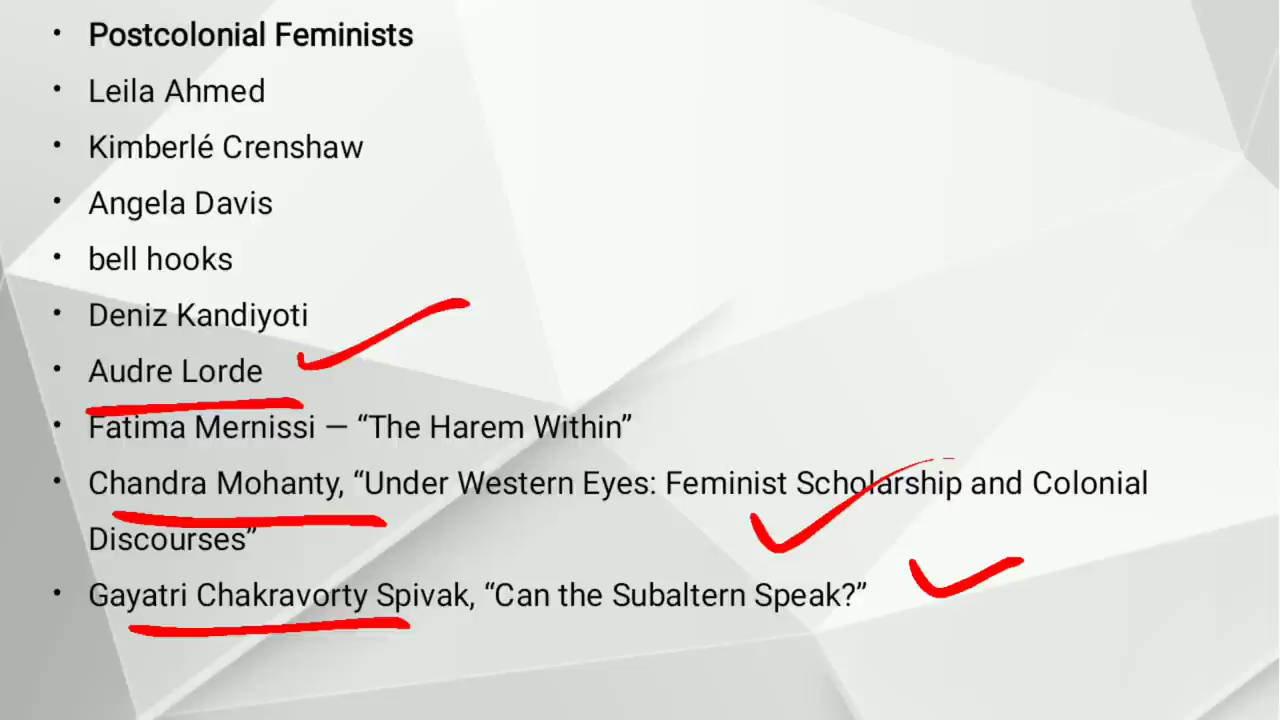 • Postcolonial Feminists
• Leila Ahmed
• Kimberlé Crenshaw
• Angela Davis
• bell hooks
• Deniz Kandiyoti
• Audre Lorde
• Fatima Mernissi — “The Harem Within”
• Chandra Mohanty, “Under Western Eyes: Feminist Scholarship and Colonial
Discourses”
• Gayatri Chakravorty Spivak, “Can the Subaltern Speak?”